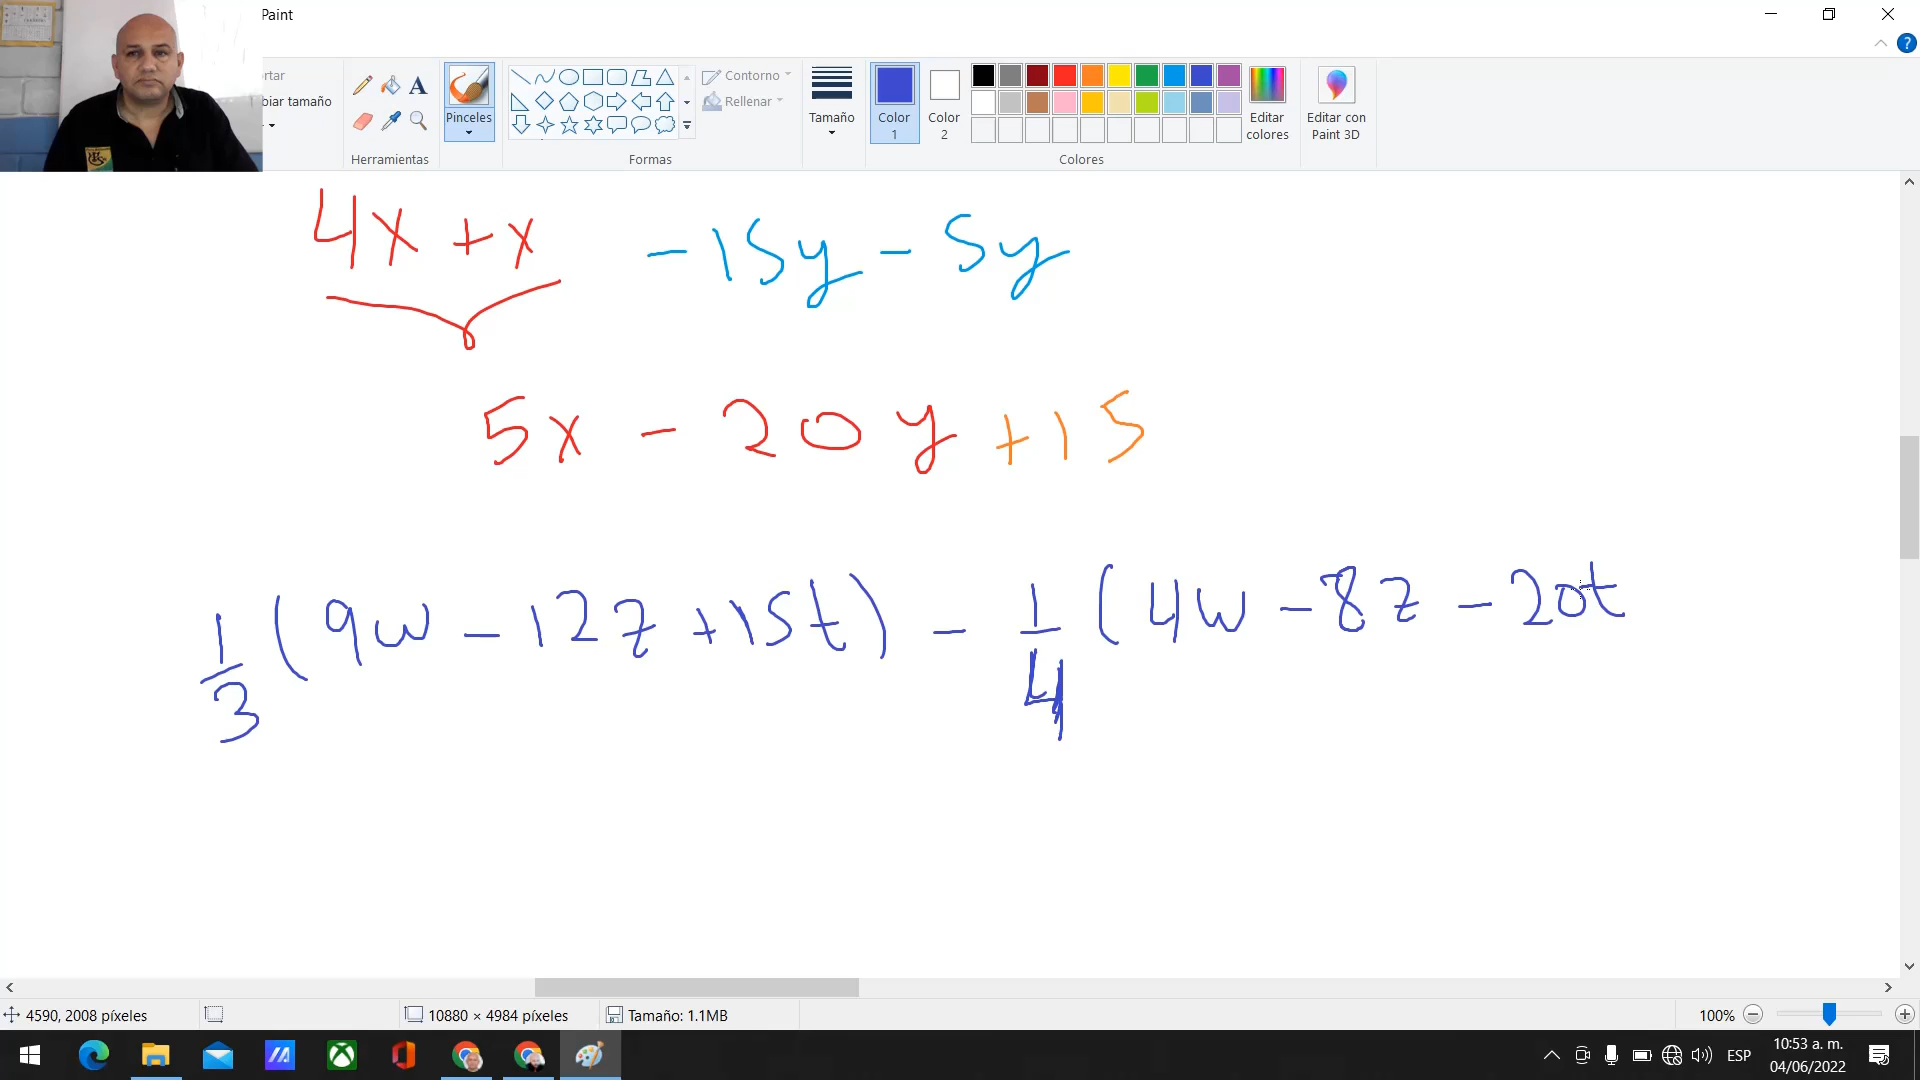 Paint
ortar
biar tamaño
Herramientas
Pinceles
Formas
Contorno
Rellenar
Tamaño
Color 1
Color 2
Colores
Editar colores
Editar con Paint 3D
4x + x - 15y - 5y
5x - 20y + 15
1/3 (9w - 12z + 15t) - 1/4 (4w - 8z - 20t
4590, 2008 píxeles
10880 × 4984 píxeles
Tamaño: 1.1MB
100%
ESP
10:53 a. m.
04/06/2022